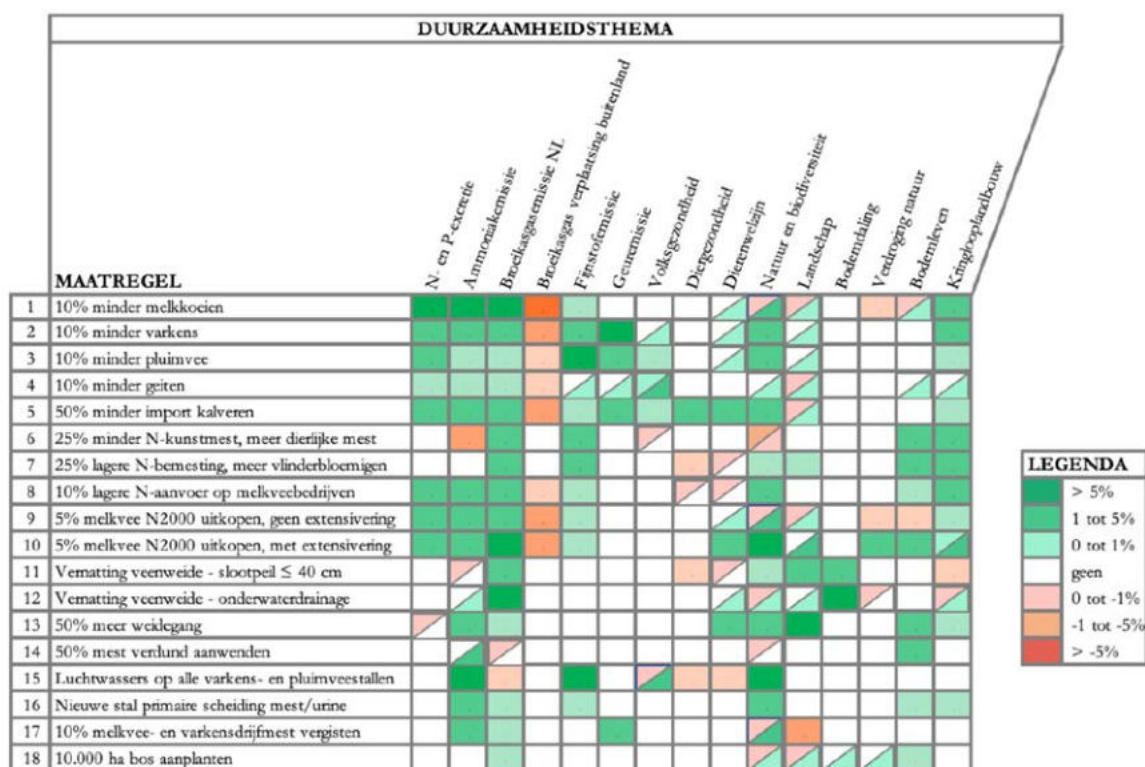 DUURZAAMHEIDSTHEMA
N- en P-excretie
Ammoniakemissie
Broeikasgasemissie NL
Broeikasgas verplaatsing buitenland
Fijnstofemissie
Geuremissie
Volksgezondheid
Diergezondheid
Dierenwelzijn
Natuur en biodiversiteit
Landschap
Bodemdaling
Verdroging natuur
Bodemleven
Kringlooplandbouw
MAATREGEL
1 10% minder melkkoeien
2 10% minder varkens
3 10% minder pluimvee
4 10% minder geiten
5 50% minder import kalveren
6 25% minder N-kunstmest, meer dierlijke mest
7 25% lagere N-bemesting, meer vlinderbloemigen
8 10% lagere N-aanvoer op melkveebedrijven
9 5% melkvee N2000 uitkopen, geen extensivering
10 5% melkvee N2000 uitkopen, met extensivering
11 Vernatting veenweide - slootpeil ≤ 40 cm
12 Vernatting veenweide - onderwaterdrainage
13 50% meer weidegang
14 50% mest verdund aanwenden
15 Luchtwassers op alle varkens- en pluimveestallen
16 Nieuwe stal primaire scheiding mest/urine
17 10% melkvee- en varkensdrijfmest vergisten
18 10.000 ha bos aanplanten
LEGENDA
> 5%
1 tot 5%
0 tot 1%
geen
0 tot -1%
-1 tot -5%
> -5%